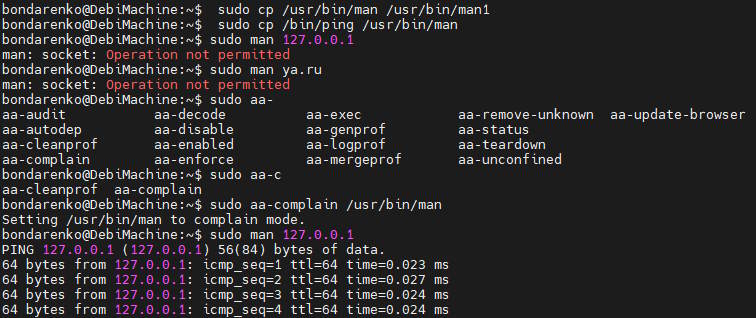 bondarenko@DebiMachine:~$  sudo cp /usr/bin/man /usr/bin/man1
bondarenko@DebiMachine:~$  sudo cp /bin/ping /usr/bin/man
bondarenko@DebiMachine:~$ sudo man 127.0.0.1
man: socket: Operation not permitted
bondarenko@DebiMachine:~$ sudo man ya.ru
man: socket: Operation not permitted
bondarenko@DebiMachine:~$ sudo aa-
aa-audit aa-decode aa-exec aa-remove-unknown aa-update-browser
aa-autodep aa-disable aa-genprof aa-status
aa-cleanprof aa-enabled aa-logprof aa-teardown
aa-complain aa-enforce aa-mergeprof aa-unconfined
bondarenko@DebiMachine:~$ sudo aa-c
aa-cleanprof aa-complain
bondarenko@DebiMachine:~$ sudo aa-complain /usr/bin/man
Setting /usr/bin/man to complain mode.
bondarenko@DebiMachine:~$ sudo man 127.0.0.1
PING 127.0.0.1 (127.0.0.1) 56(84) bytes of data.
64 bytes from 127.0.0.1: icmp_seq=1 ttl=64 time=0.023 ms
64 bytes from 127.0.0.1: icmp_seq=2 ttl=64 time=0.027 ms
64 bytes from 127.0.0.1: icmp_seq=3 ttl=64 time=0.024 ms
64 bytes from 127.0.0.1: icmp_seq=4 ttl=64 time=0.024 ms